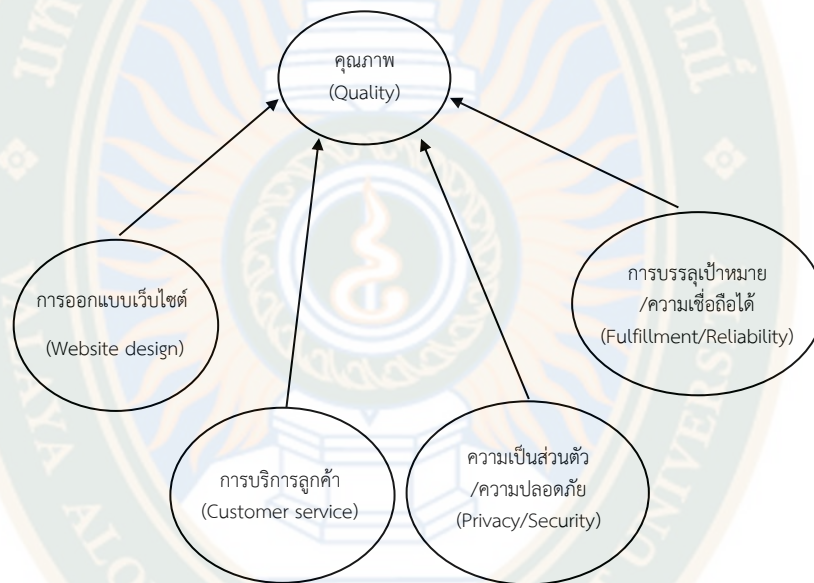 คุณภาพ
(Quality)
การออกแบบเว็บไซต์
(Website design)
การบรรลุเป้าหมาย
/ความเชื่อถือได้
(Fulfillment/Reliability)
การบริการลูกค้า
(Customer service)
ความเป็นส่วนตัว
/ความปลอดภัย
(Privacy/Security)